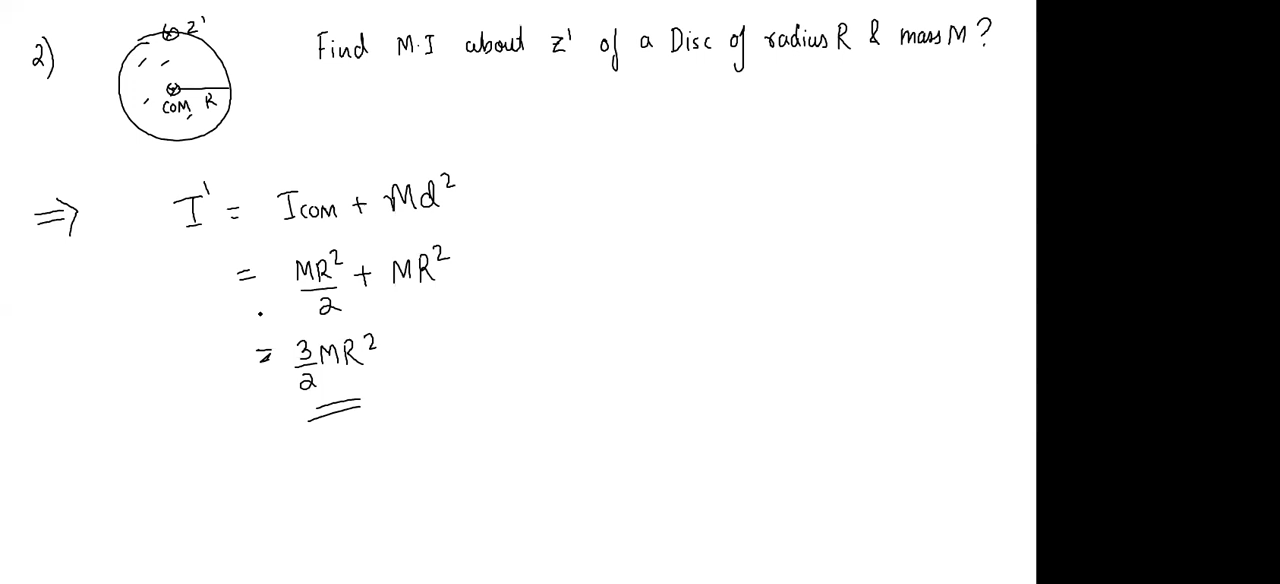 2)
Z'
COM R
Find M.I about z' of a Disc of radius R & mass M?
⇒ I' = Icom + Md²
= MR²/2 + MR²
= 3/2 MR²